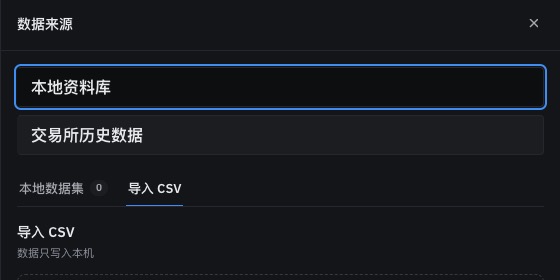 数据来源
×
本地资料库
交易所历史数据
本地数据集 0 导入 CSV
导入 CSV
数据只写入本机